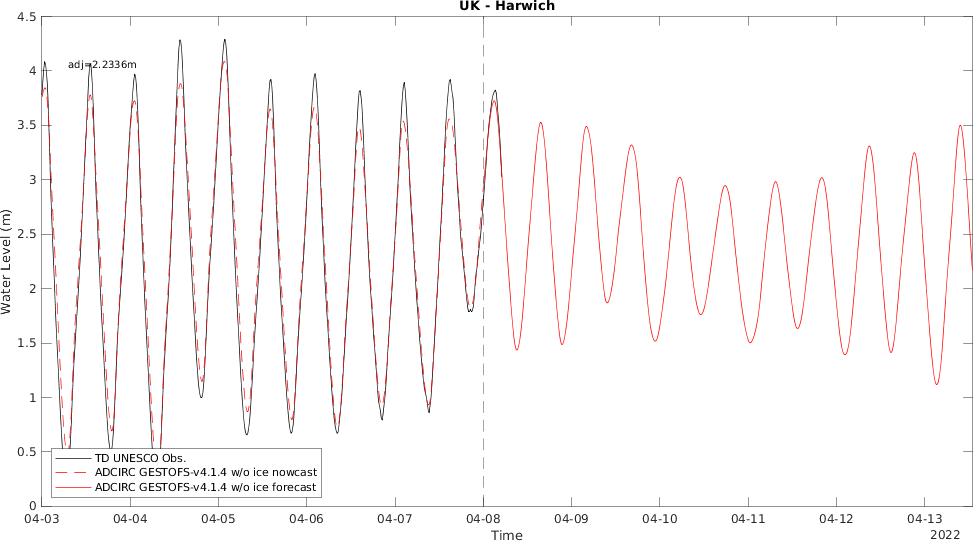 UK - Harwich
4.5
4
3.5
3
2.5
2
1.5
1
0.5
0
Water Level (m)
adj=2.2336m
TD UNESCO Obs.
ADCIRC GESTOFS-v4.1.4 w/o ice nowcast
ADCIRC GESTOFS-v4.1.4 w/o ice forecast
04-03 04-04 04-05 04-06 04-07 04-08 04-09 04-10 04-11 04-12 04-13
Time
2022